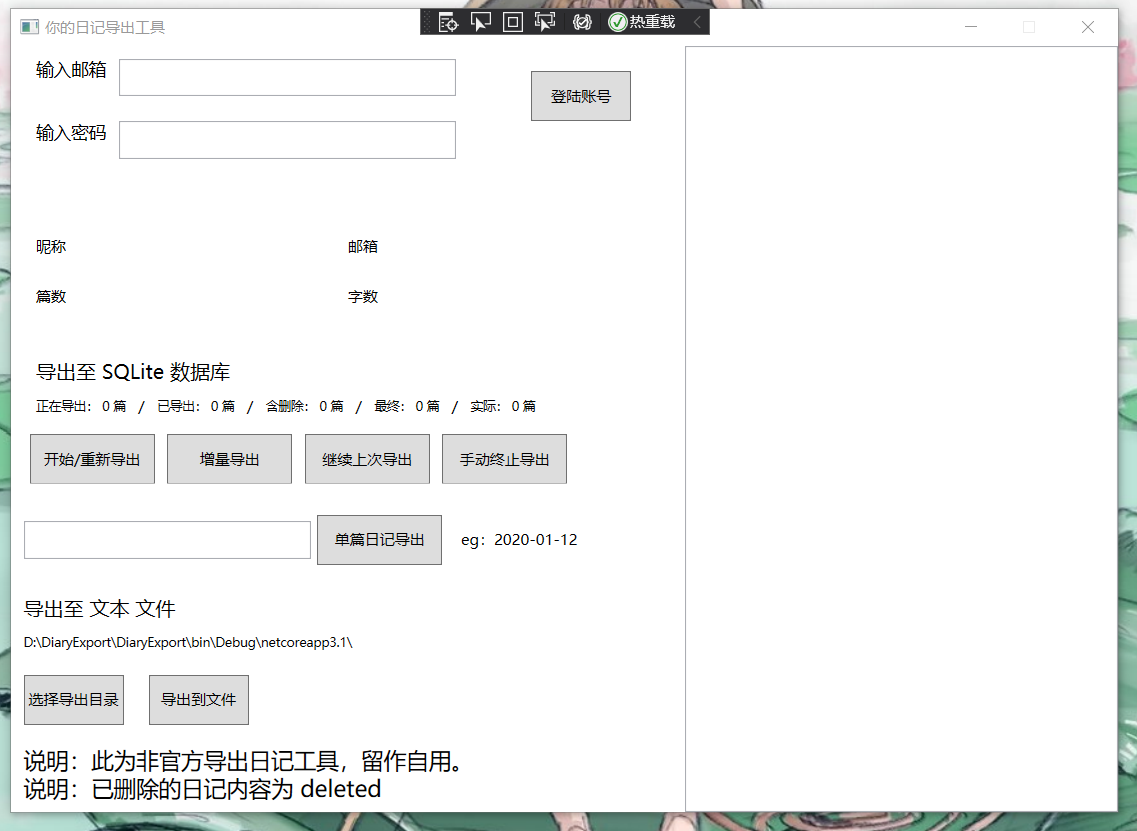 你的日记导出工具
热重载
输入邮箱
登陆账号
输入密码
昵称 邮箱
篇数 字数
导出至 SQLite 数据库
正在导出： 0 篇 / 已导出： 0 篇 / 含删除： 0 篇 / 最终： 0 篇 / 实际： 0 篇
开始/重新导出 增量导出 继续上次导出 手动终止导出
单篇日记导出 eg：2020-01-12
导出至 文本 文件
D:\DiaryExport\DiaryExport\bin\Debug\netcoreapp3.1\
选择导出目录 导出到文件
说明：此为非官方导出日记工具，留作自用。
说明：已删除的日记内容为 deleted